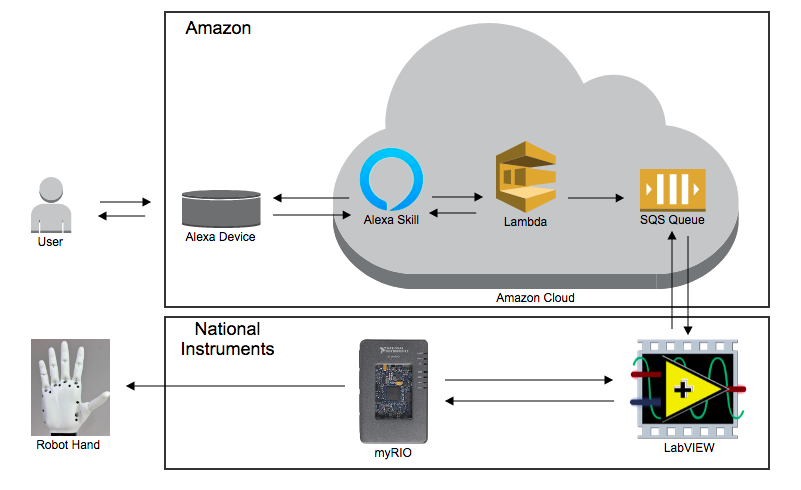 Amazon
User
Alexa Device
Alexa Skill
Lambda
SQS Queue
Amazon Cloud
National
Instruments
Robot Hand
myRIO
LabVIEW